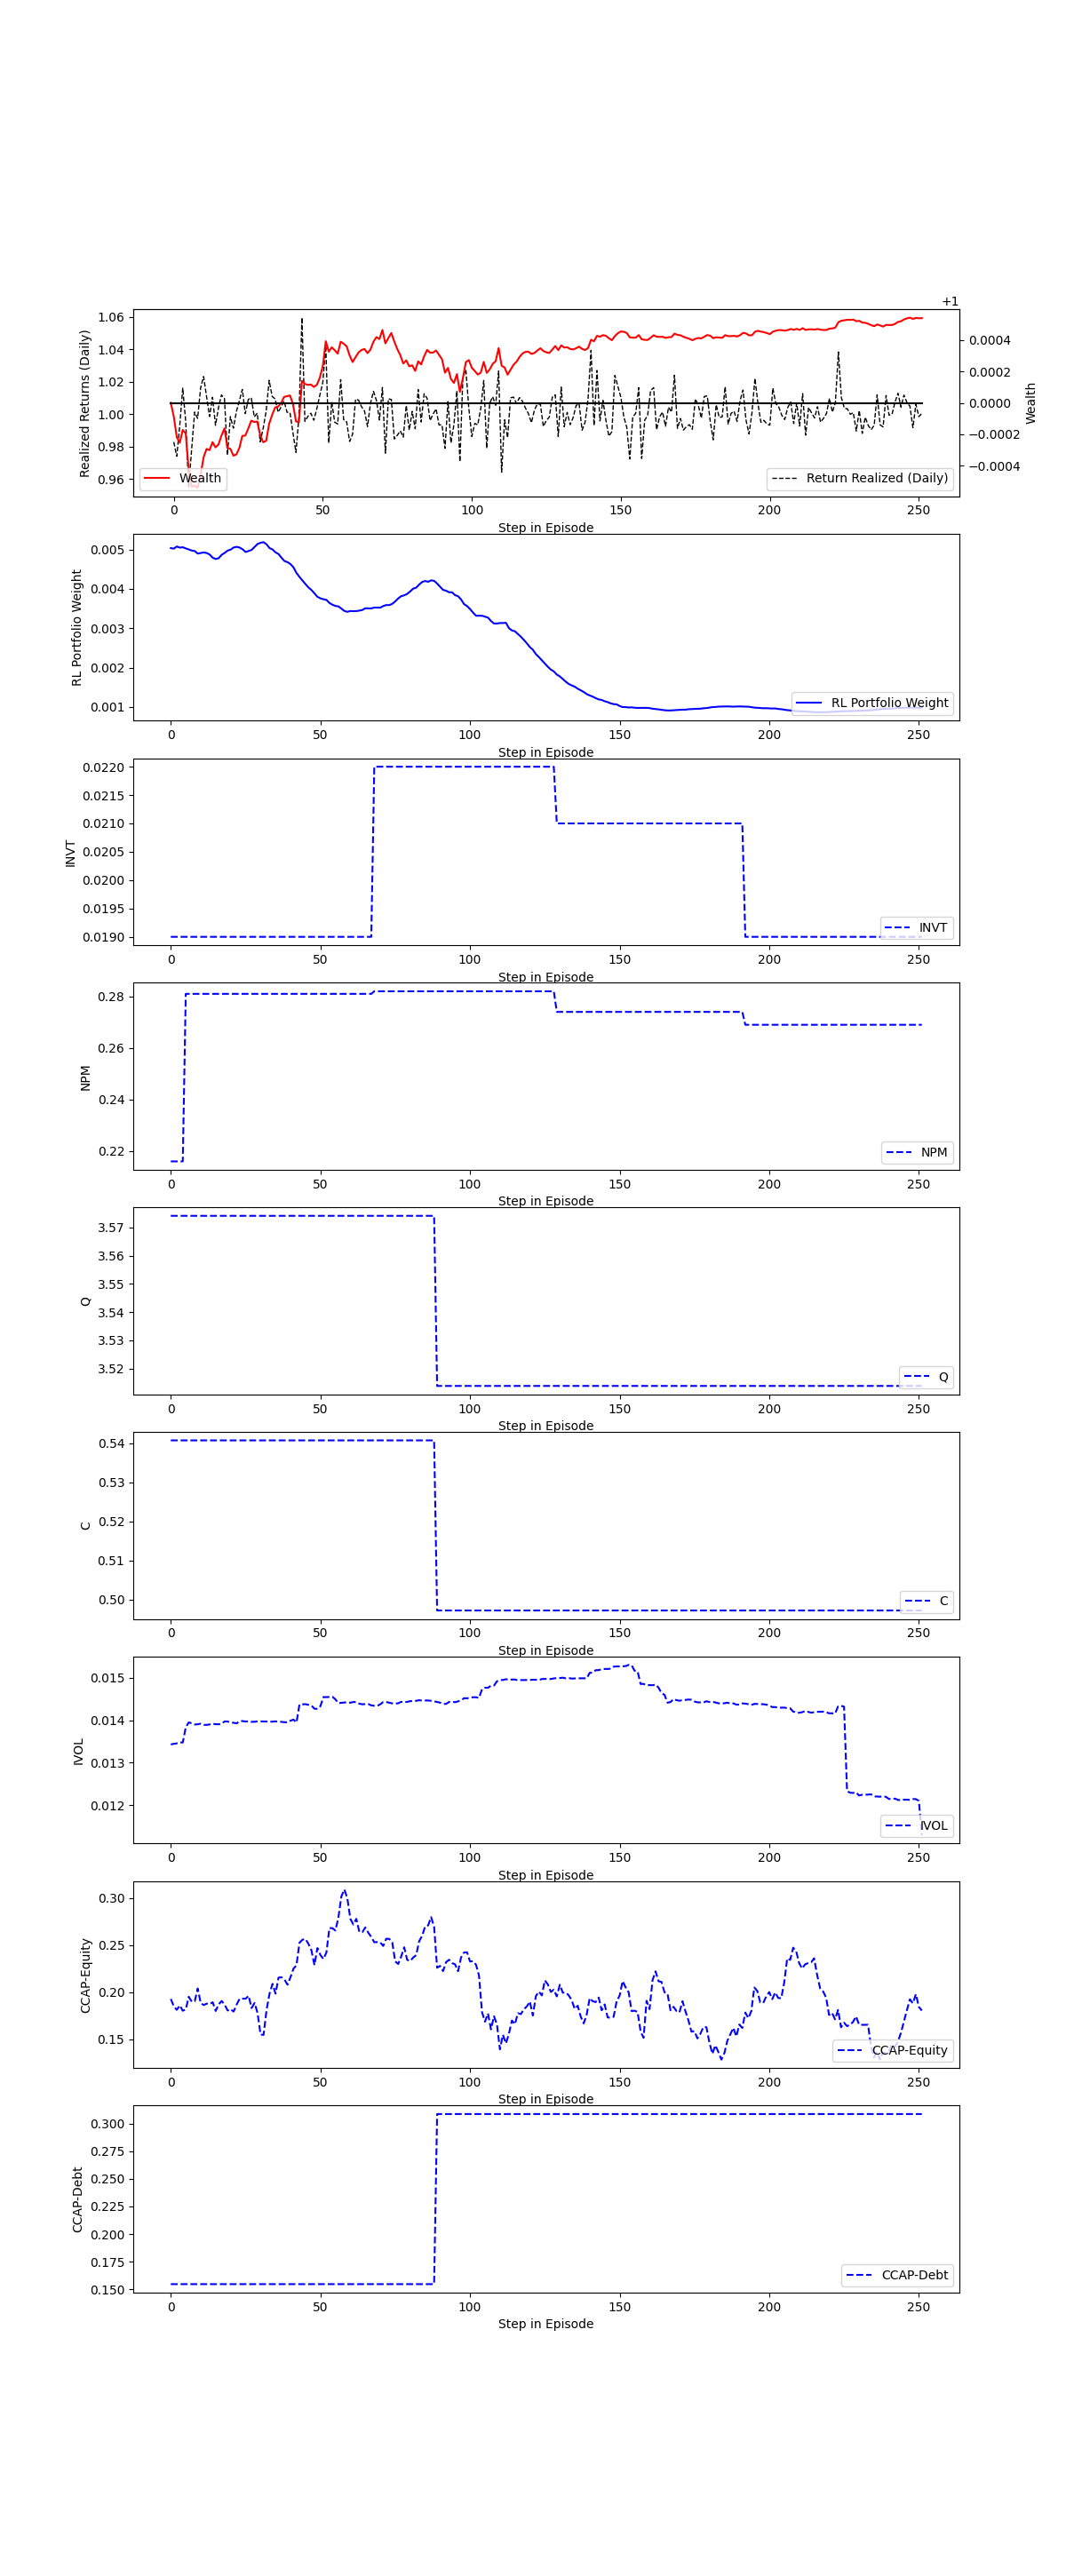 +1
1.06
1.04
1.02
1.00
0.98
0.96
Realized Returns (Daily)
0.0004
0.0002
0.0000
−0.0002
−0.0004
Wealth
Wealth
Return Realized (Daily)
0 50 100 150 200 250
Step in Episode
0.005
0.004
0.003
0.002
0.001
RL Portfolio Weight
RL Portfolio Weight
0 50 100 150 200 250
Step in Episode
0.0220
0.0215
0.0210
0.0205
0.0200
0.0195
0.0190
INVT
INVT
0 50 100 150 200 250
Step in Episode
0.28
0.26
0.24
0.22
NPM
NPM
0 50 100 150 200 250
Step in Episode
3.57
3.56
3.55
3.54
3.53
3.52
Q
Q
0 50 100 150 200 250
Step in Episode
0.54
0.53
0.52
0.51
0.50
C
C
0 50 100 150 200 250
Step in Episode
0.015
0.014
0.013
0.012
IVOL
IVOL
0 50 100 150 200 250
Step in Episode
0.30
0.25
0.20
0.15
CCAP-Equity
CCAP-Equity
0 50 100 150 200 250
Step in Episode
0.300
0.275
0.250
0.225
0.200
0.175
0.150
CCAP-Debt
CCAP-Debt
0 50 100 150 200 250
Step in Episode